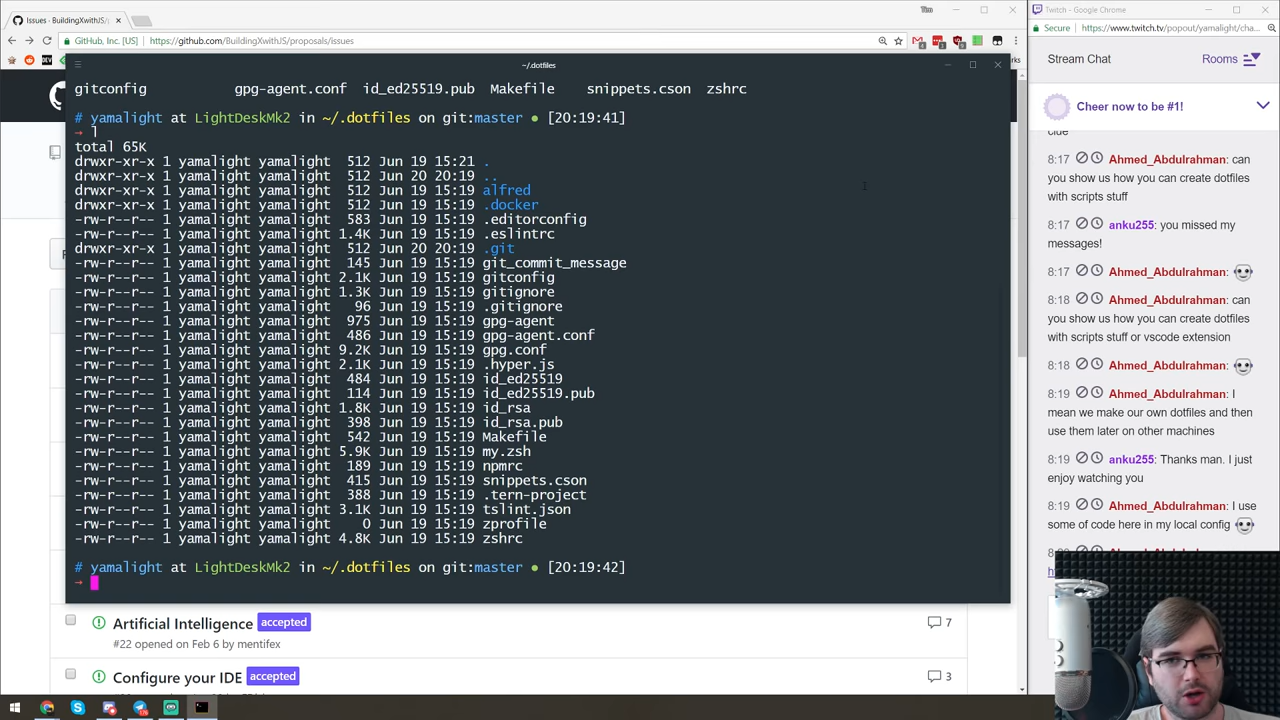 Issues · BuildingXwithJS/p
Tim
Twitch - Google Chrome
GitHub, Inc. [US]
https://github.com/BuildingXwithJS/proposals/issues
Secure
https://www.twitch.tv/popout/yamalight/cha...
~/.dotfiles
gitconfig gpg-agent.conf id_ed25519.pub Makefile snippets.cson zshrc
# yamalight at LightDeskMk2 in ~/.dotfiles on git:master ● [20:19:41]
→ l
total 65K
drwxr-xr-x 1 yamalight yamalight 512 Jun 19 15:21 .
drwxr-xr-x 1 yamalight yamalight 512 Jun 20 20:19 ..
drwxr-xr-x 1 yamalight yamalight 512 Jun 19 15:19 alfred
drwxr-xr-x 1 yamalight yamalight 512 Jun 19 15:19 .docker
-rw-r--r-- 1 yamalight yamalight 583 Jun 19 15:19 .editorconfig
-rw-r--r-- 1 yamalight yamalight 1.4K Jun 19 15:19 .eslintrc
drwxr-xr-x 1 yamalight yamalight 512 Jun 20 20:19 .git
-rw-r--r-- 1 yamalight yamalight 145 Jun 19 15:19 git_commit_message
-rw-r--r-- 1 yamalight yamalight 2.1K Jun 19 15:19 gitconfig
-rw-r--r-- 1 yamalight yamalight 1.3K Jun 19 15:19 gitignore
-rw-r--r-- 1 yamalight yamalight 96 Jun 19 15:19 .gitignore
-rw-r--r-- 1 yamalight yamalight 975 Jun 19 15:19 gpg-agent
-rw-r--r-- 1 yamalight yamalight 486 Jun 19 15:19 gpg-agent.conf
-rw-r--r-- 1 yamalight yamalight 9.2K Jun 19 15:19 gpg.conf
-rw-r--r-- 1 yamalight yamalight 2.1K Jun 19 15:19 .hyper.js
-rw-r--r-- 1 yamalight yamalight 484 Jun 19 15:19 id_ed25519
-rw-r--r-- 1 yamalight yamalight 114 Jun 19 15:19 id_ed25519.pub
-rw-r--r-- 1 yamalight yamalight 1.8K Jun 19 15:19 id_rsa
-rw-r--r-- 1 yamalight yamalight 398 Jun 19 15:19 id_rsa.pub
-rw-r--r-- 1 yamalight yamalight 542 Jun 19 15:19 Makefile
-rw-r--r-- 1 yamalight yamalight 5.9K Jun 19 15:19 my.zsh
-rw-r--r-- 1 yamalight yamalight 189 Jun 19 15:19 npmrc
-rw-r--r-- 1 yamalight yamalight 415 Jun 19 15:19 snippets.cson
-rw-r--r-- 1 yamalight yamalight 388 Jun 19 15:19 .tern-project
-rw-r--r-- 1 yamalight yamalight 3.1K Jun 19 15:19 tslint.json
-rw-r--r-- 1 yamalight yamalight 0 Jun 19 15:19 zprofile
-rw-r--r-- 1 yamalight yamalight 4.8K Jun 19 15:19 zshrc
# yamalight at LightDeskMk2 in ~/.dotfiles on git:master ● [20:19:42]
→
Artificial Intelligence accepted
7
#22 opened on Feb 6 by mentifex
Configure your IDE accepted
3
Stream Chat
Rooms
Cheer now to be #1!
clue
8:17 Ahmed_Abdulrahman: can
you show us how you can create dotfiles
with scripts stuff
8:17 anku255: you missed my
messages!
8:17 Ahmed_Abdulrahman:
8:18 Ahmed_Abdulrahman: can
you show us how you can create dotfiles
with scripts stuff or vscode extension
8:18 Ahmed_Abdulrahman:
8:19 Ahmed_Abdulrahman: I
mean we make our own dotfiles and then
use them later on other machines
8:19 anku255: Thanks man. I just
enjoy watching you
8:19 Ahmed_Abdulrahman: I use
some of code here in my local config